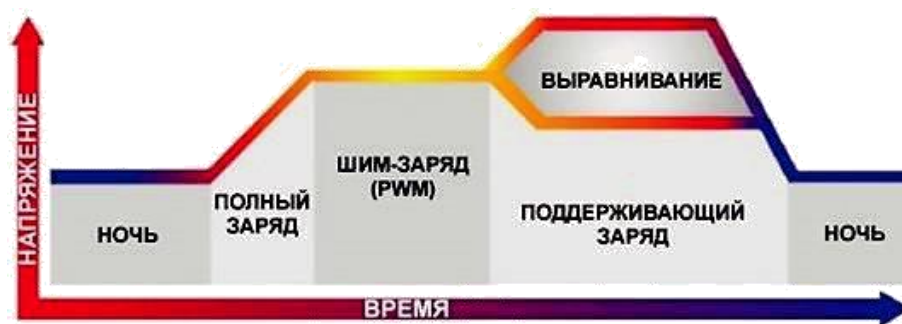 НАПРЯЖЕНИЕ
НОЧЬ
ПОЛНЫЙ
ЗАРЯД
ШИМ-ЗАРЯД
(PWM)
ВЫРАВНИВАНИЕ
ПОДДЕРЖИВАЮЩИЙ
ЗАРЯД
НОЧЬ
ВРЕМЯ